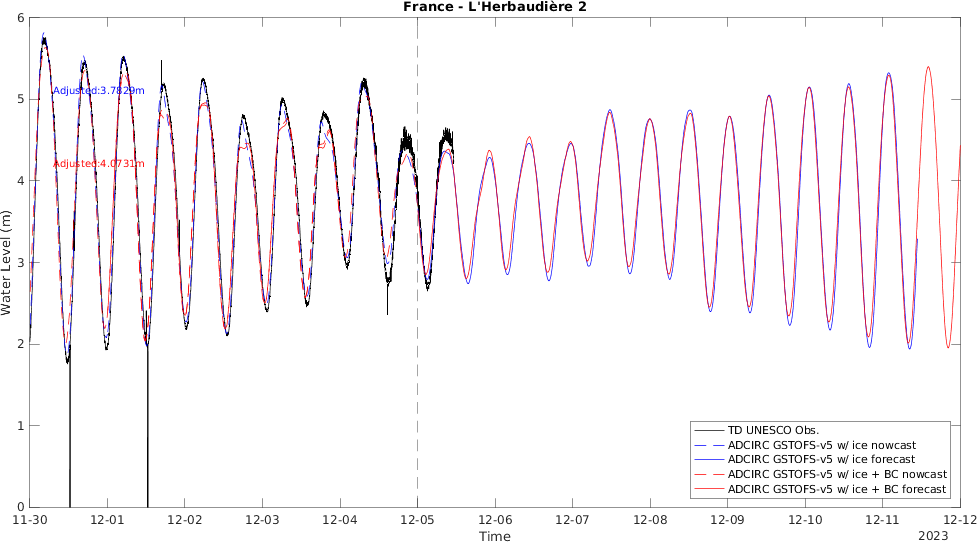 France - L'Herbaudière 2
Water Level (m)
6
5
4
3
2
1
0
Adjusted:3.7829m
Adjusted:4.0731m
TD UNESCO Obs.
ADCIRC GSTOFS-v5 w/ ice nowcast
ADCIRC GSTOFS-v5 w/ ice forecast
ADCIRC GSTOFS-v5 w/ ice + BC nowcast
ADCIRC GSTOFS-v5 w/ ice + BC forecast
11-30 12-01 12-02 12-03 12-04 12-05 12-06 12-07 12-08 12-09 12-10 12-11 12-12
Time
2023